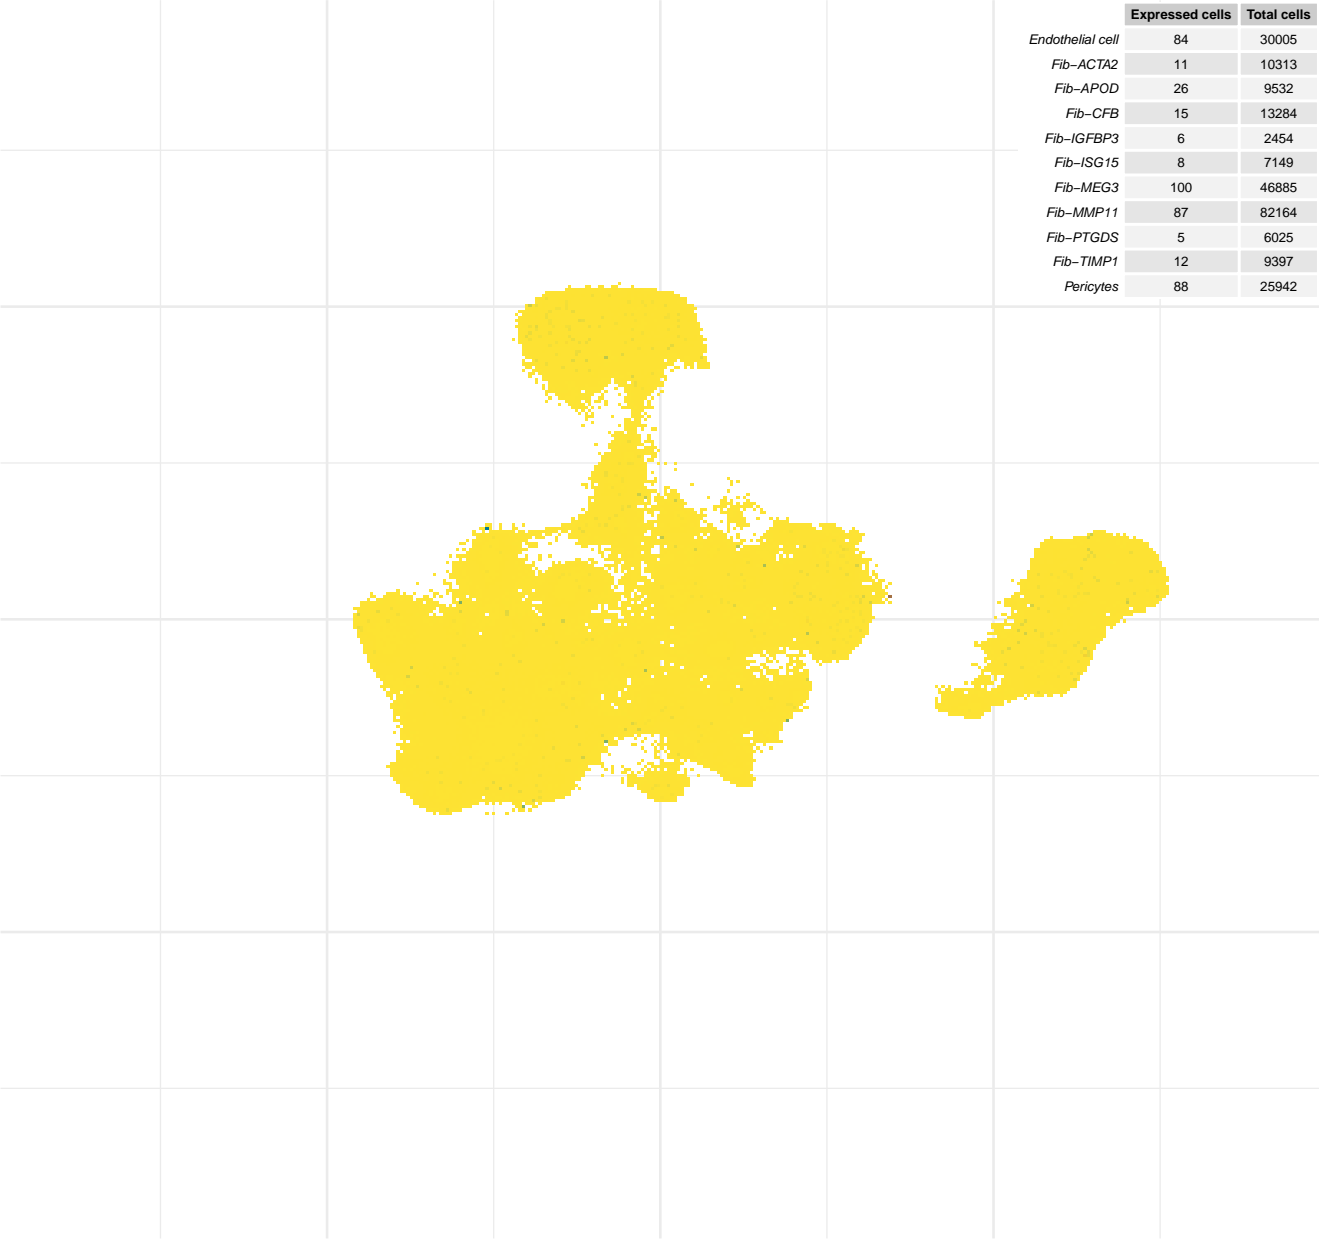 Expressed cells Total cells
Endothelial cell 84 30005
Fib−ACTA2 11 10313
Fib−APOD 26 9532
Fib−CFB 15 13284
Fib−IGFBP3 6 2454
Fib−ISG15 8 7149
Fib−MEG3 100 46885
Fib−MMP11 87 82164
Fib−PTGDS 5 6025
Fib−TIMP1 12 9397
Pericytes 88 25942